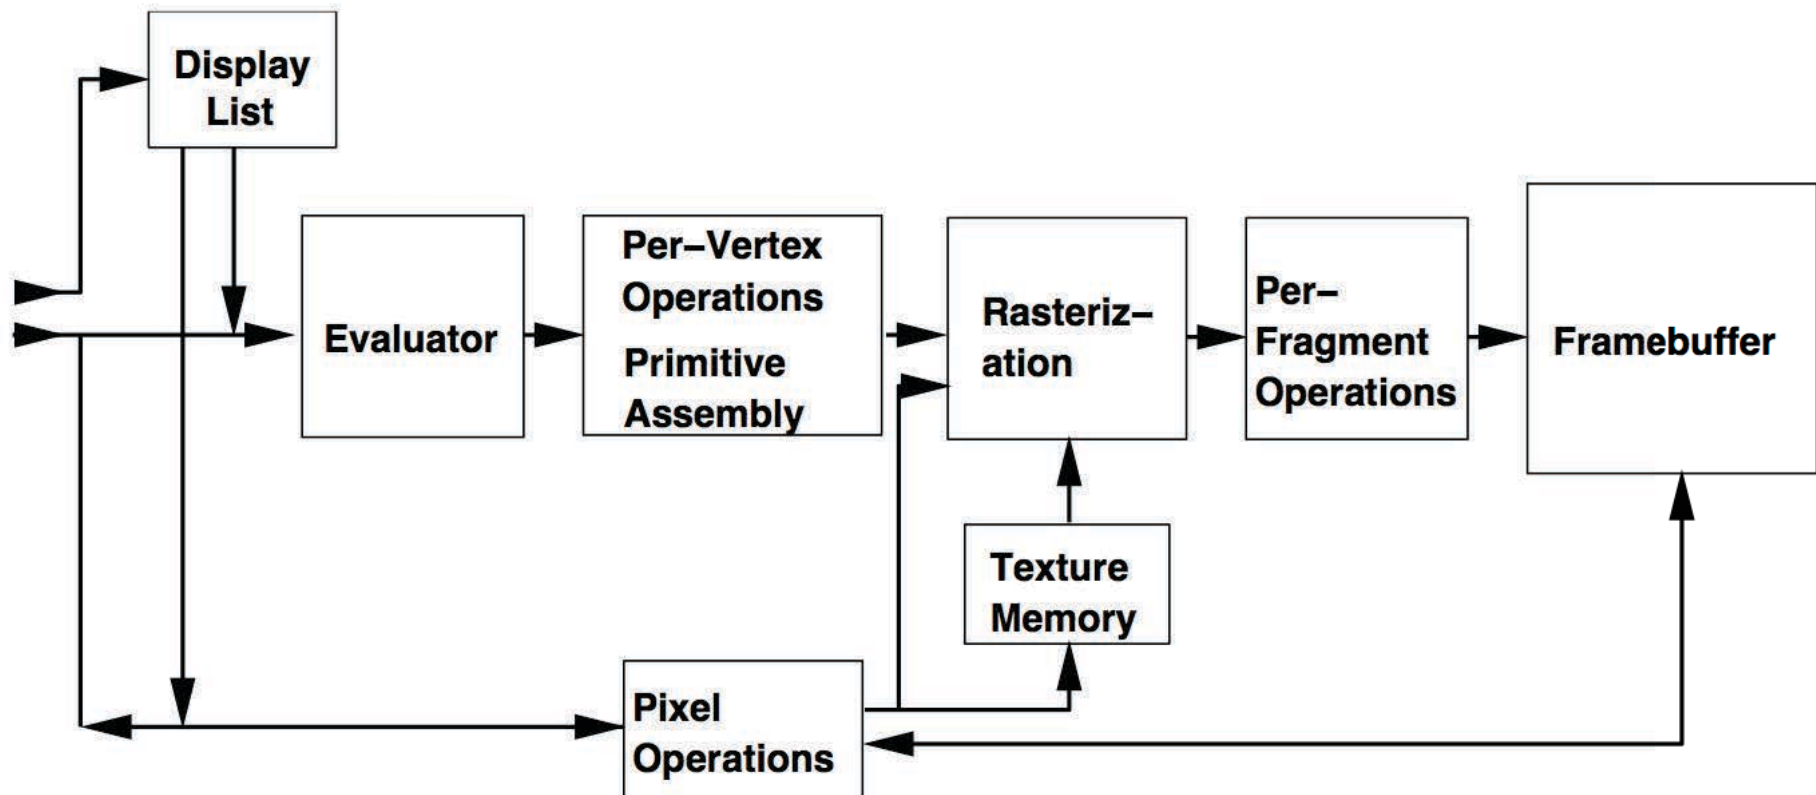 Display
List
Evaluator
Per–Vertex
Operations
Primitive
Assembly
Rasteriz–
ation
Per–
Fragment
Operations
Framebuffer
Texture
Memory
Pixel
Operations